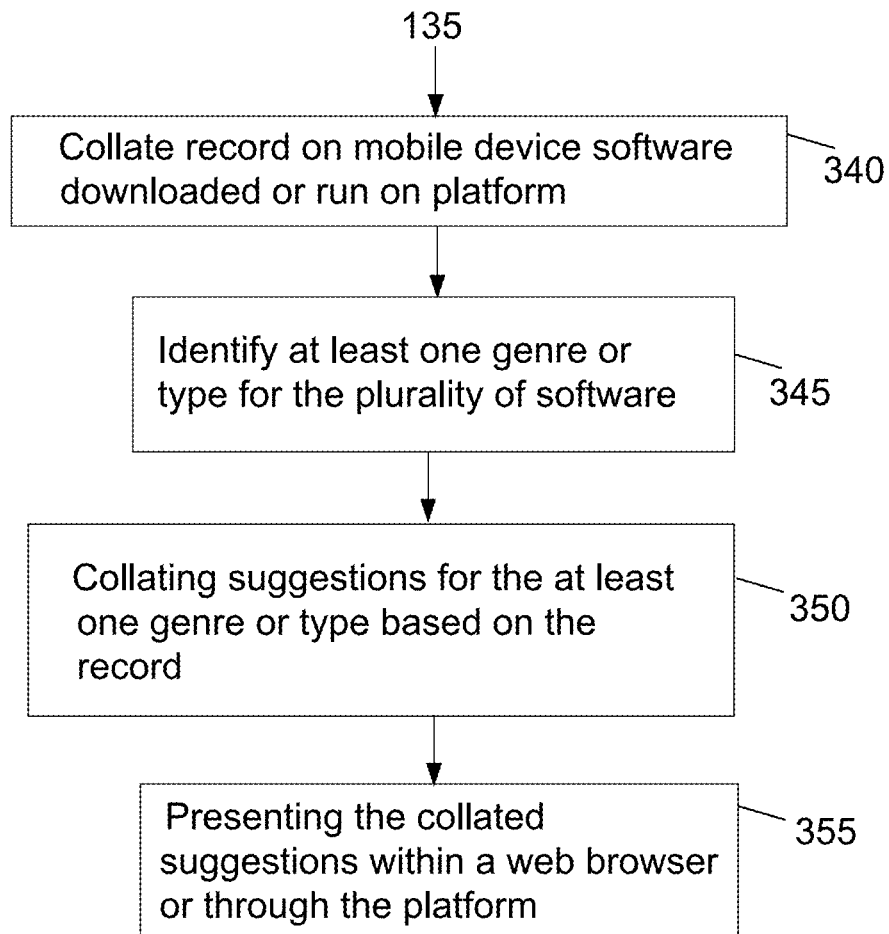 135
Collate record on mobile device software
downloaded or run on platform
340
Identify at least one genre or
type for the plurality of software
345
Collating suggestions for the at least
one genre or type based on the
record
350
Presenting the collated
suggestions within a web browser
or through the platform
355